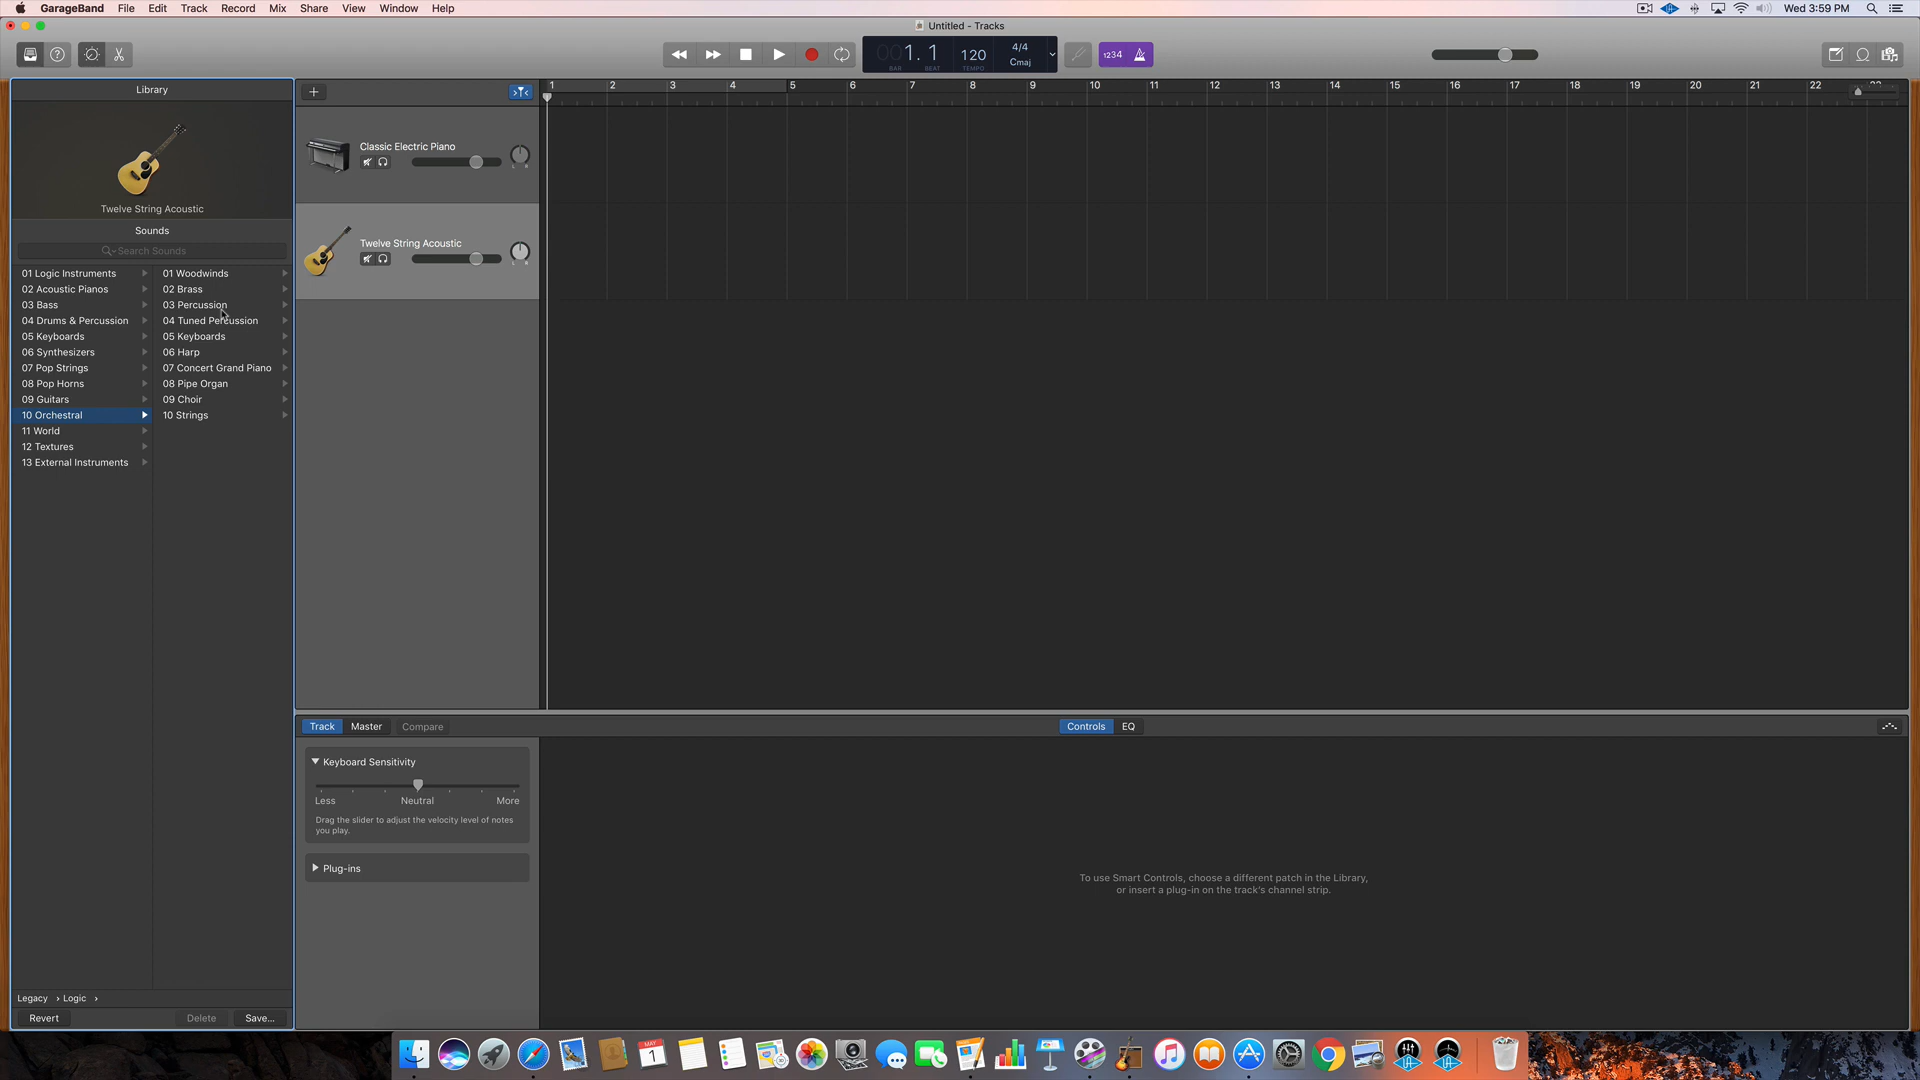 GarageBand File Edit Track Record Mix Share View Window Help Wed 3:59 PM
Untitled - Tracks
001. 1 120 4/4 Cmaj
BAR BEAT TEMPO
1234
Library
1 2 3 4 5 6 7 8 9 10 11 12 13 14 15 16 17 18 19 20 21 22 23
Twelve String Acoustic
Sounds
Search Sounds
01 Logic Instruments
02 Acoustic Pianos
03 Bass
04 Drums & Percussion
05 Keyboards
06 Synthesizers
07 Pop Strings
08 Pop Horns
09 Guitars
10 Orchestral
11 World
12 Textures
13 External Instruments
01 Woodwinds
02 Brass
03 Percussion
04 Tuned Percussion
05 Keyboards
06 Harp
07 Concert Grand Piano
08 Pipe Organ
09 Choir
10 Strings
Legacy Logic
Revert Delete Save...
Classic Electric Piano
L R
Twelve String Acoustic
L R
Track Master Compare Controls EQ
Keyboard Sensitivity
Less Neutral More
Drag the slider to adjust the velocity level of notes
you play.
Plug-ins
To use Smart Controls, choose a different patch in the Library,
or insert a plug-in on the track's channel strip.
MAY
1